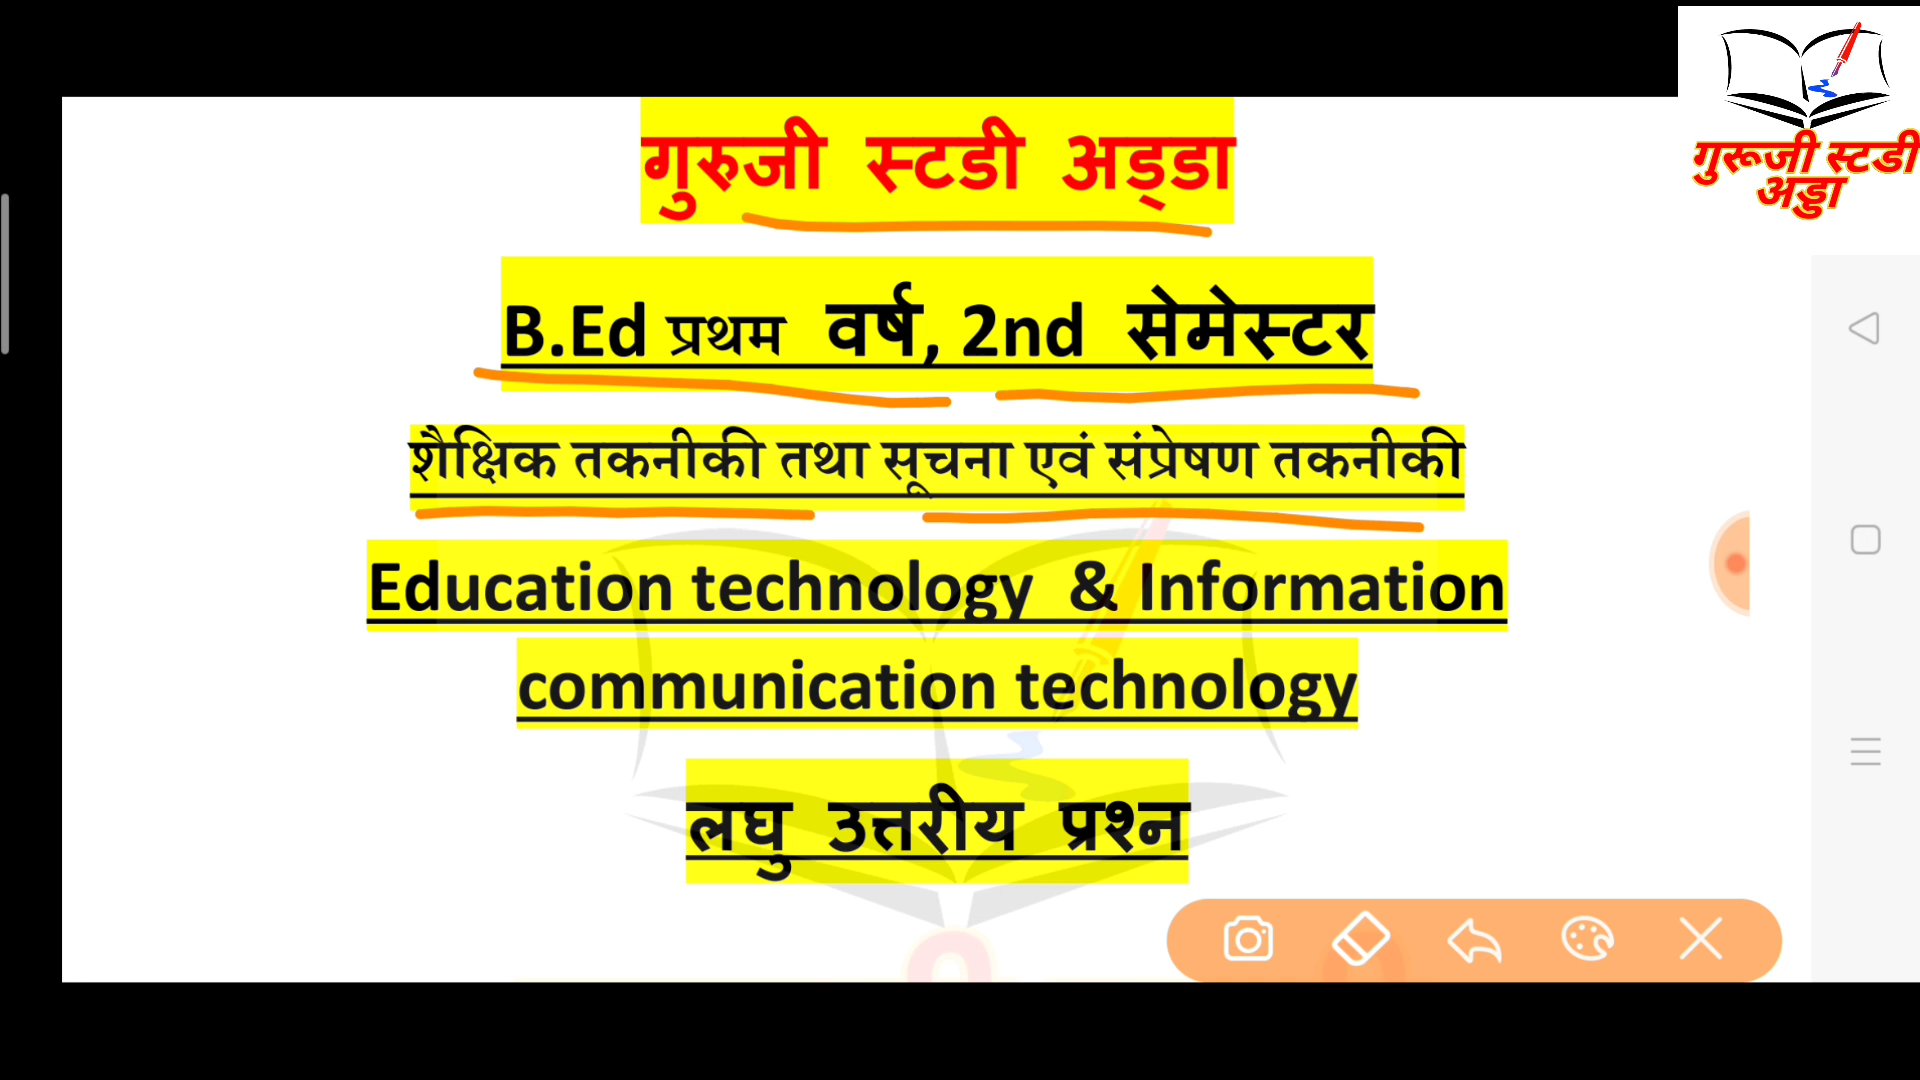 गुरुजी स्टडी अड्डा
गुरूजी स्टडी
अड्डा
B.Ed प्रथम वर्ष, 2nd सेमेस्टर
शैक्षिक तकनीकी तथा सूचना एवं संप्रेषण तकनीकी
Education technology & Information
communication technology
लघु उत्तरीय प्रश्न